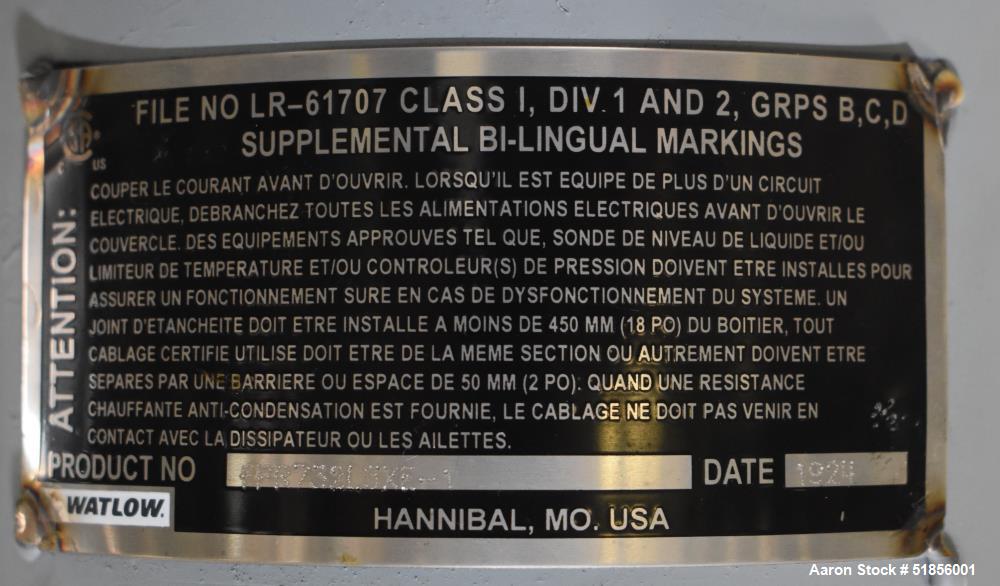 FILE NO LR-61707 CLASS I, DIV.1 AND 2, GRPS B,C,D
SUPPLEMENTAL BI-LINGUAL MARKINGS
US
ATTENTION:
COUPER LE COURANT AVANT D'OUVRIR. LORSQU'IL EST EQUIPE DE PLUS D'UN CIRCUIT
ELECTRIQUE, DEBRANCHEZ TOUTES LES ALIMENTATIONS ELECTRIQUES AVANT D'OUVRIR LE
COUVERCLE. DES EQUIPEMENTS APPROUVES TEL QUE, SONDE DE NIVEAU DE LIQUIDE ET/OU
LIMITEUR DE TEMPERATURE ET/OU CONTROLEUR(S) DE PRESSION DOIVENT ETRE INSTALLES POUR
ASSURER UN FONCTIONNEMENT SURE EN CAS DE DYSFONCTIONNEMENT DU SYSTEME. UN
JOINT D'ETANCHEITE DOIT ETRE INSTALLE A MOINS DE 450 MM (18 PO) DU BOITIER, TOUT
CABLAGE CERTIFIE UTILISE DOIT ETRE DE LA MEME SECTION OU AUTREMENT DOIVENT ETRE
SEPARES PAR UNE BARRIERE OU ESPACE DE 50 MM (2 PO). QUAND UNE RESISTANCE
CHAUFFANTE ANTI-CONDENSATION EST FOURNIE, LE CABLAGE NE DOIT PAS VENIR EN
CONTACT AVEC LA DISSIPATEUR OU LES AILETTES.
PRODUCT NO DATE 1924
WATLOW.
HANNIBAL, MO. USA
Aaron Stock # 51856001